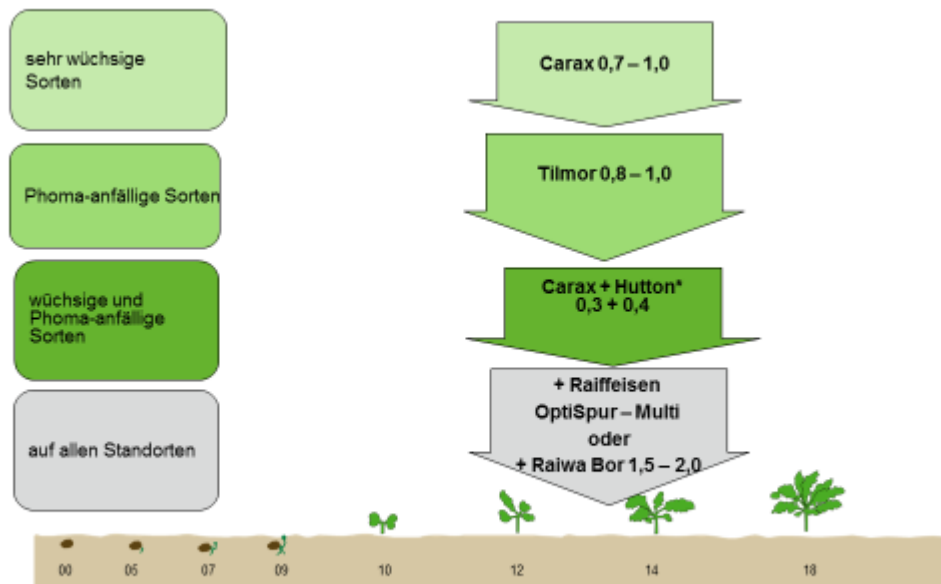 sehr wüchsige
Sorten
Carax 0,7 – 1,0
Phoma-anfällige Sorten
Tilmor 0,8 – 1,0
wüchsige und
Phoma-anfällige
Sorten
Carax + Hutton*
0,3 + 0,4
auf allen Standorten
+ Raiffeisen
OptiSpur – Multi
oder
+ Raiwa Bor 1,5 – 2,0
00 05 07 09 10 12 14 18